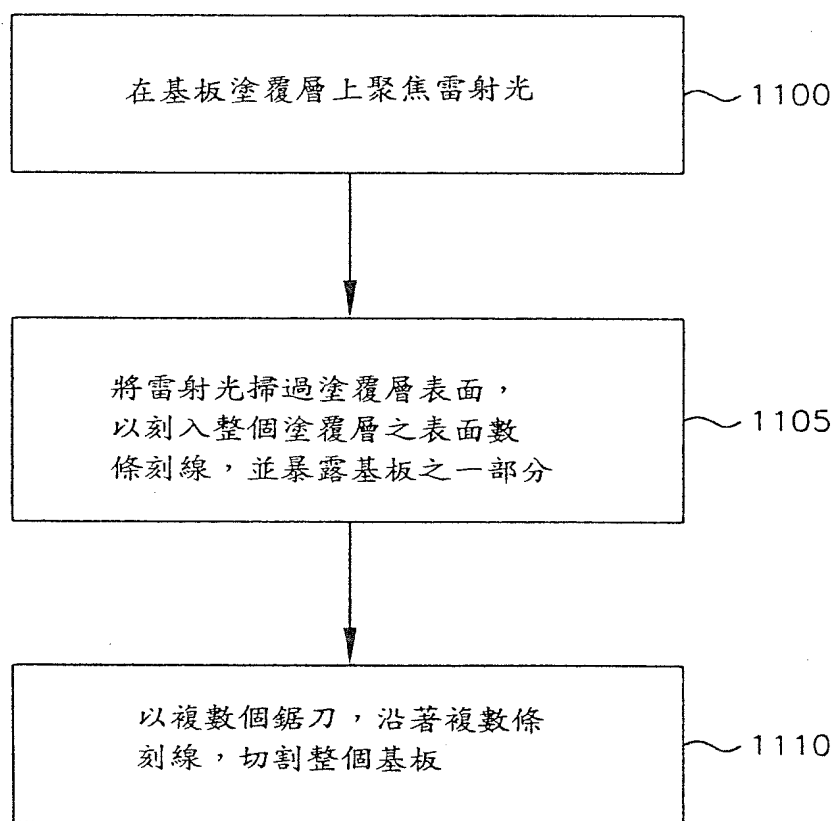 在基板塗覆層上聚焦雷射光
1100
將雷射光掃過塗覆層表面，
以刻入整個塗覆層之表面數
條刻線，並暴露基板之一部分
1105
以複數個鋸刀，沿著複數條
刻線，切割整個基板
1110